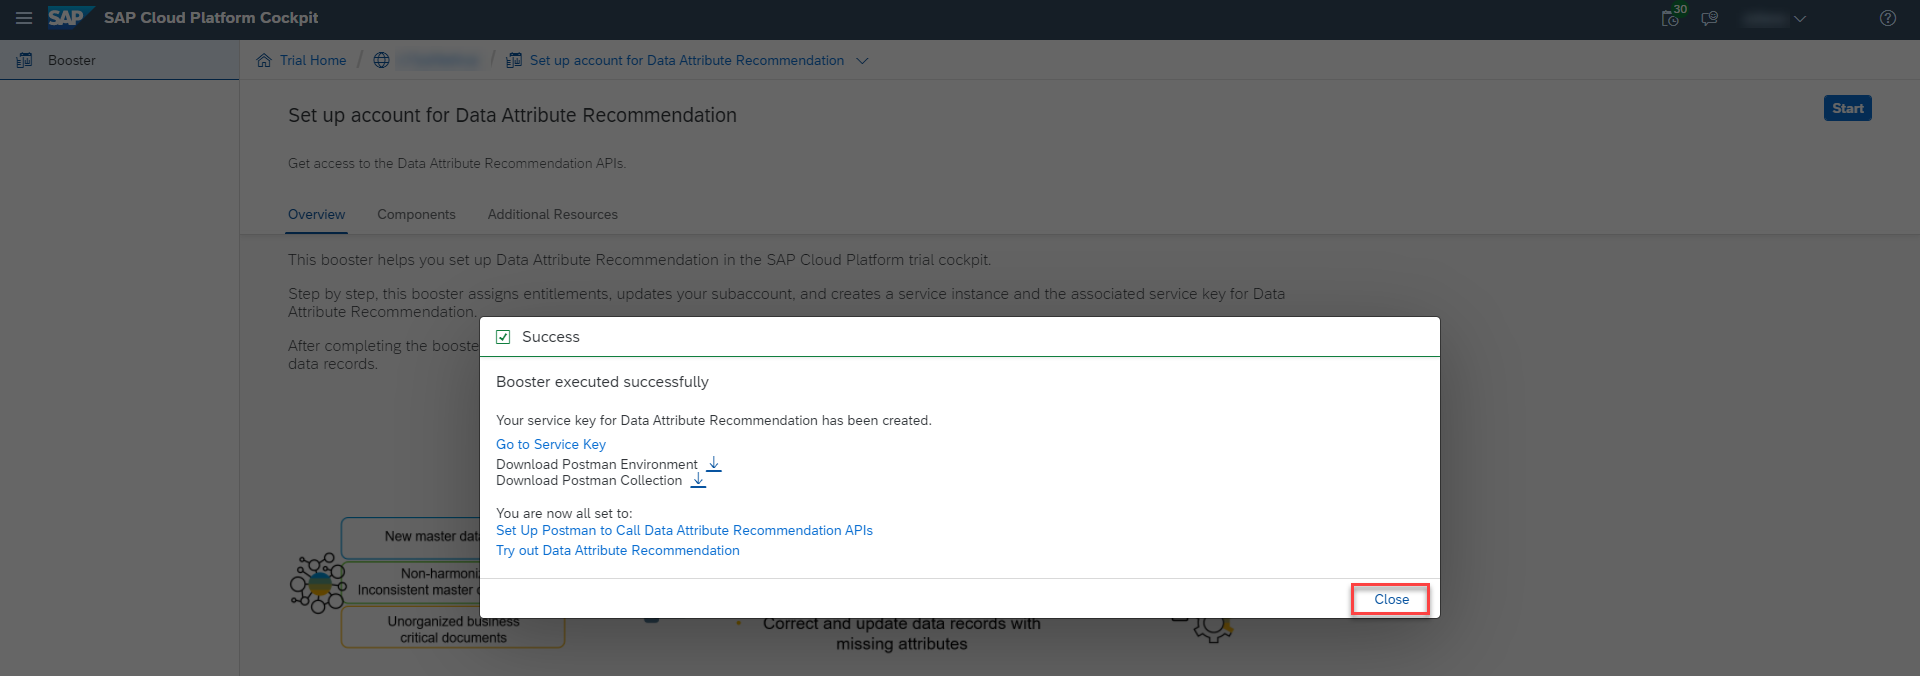 SAP SAP Cloud Platform Cockpit
30
Booster
Trial Home / / Set up account for Data Attribute Recommendation
Set up account for Data Attribute Recommendation
Start
Get access to the Data Attribute Recommendation APIs.
Overview Components Additional Resources
This booster helps you set up Data Attribute Recommendation in the SAP Cloud Platform trial cockpit.
Step by step, this booster assigns entitlements, updates your subaccount, and creates a service instance and the associated service key for Data
Attribute Recommendation.
After completing the booste
data records.
Success
Booster executed successfully
Your service key for Data Attribute Recommendation has been created.
Go to Service Key
Download Postman Environment
Download Postman Collection
You are now all set to:
Set Up Postman to Call Data Attribute Recommendation APIs
Try out Data Attribute Recommendation
Close
New master dat
Non-harmoni
Inconsistent master
Unorganized business
critical documents
Correct and update data records with
missing attributes